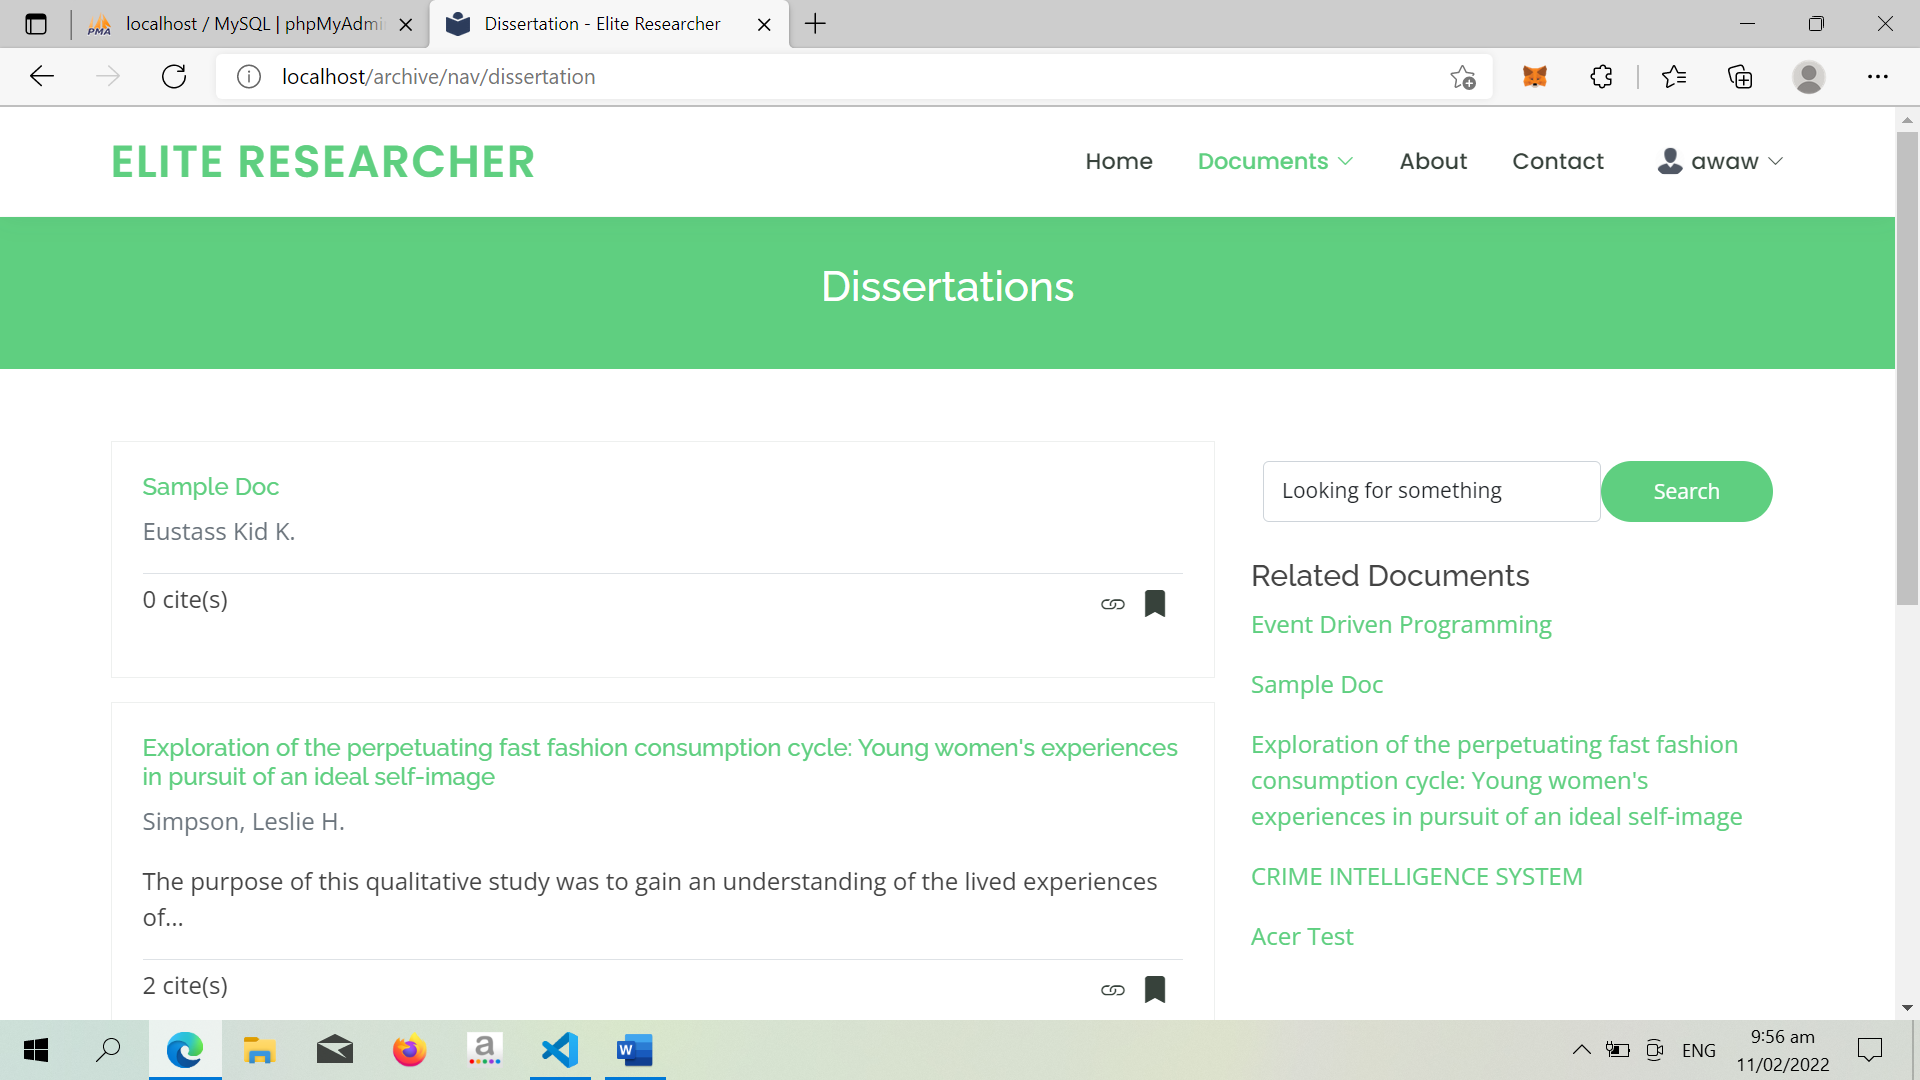 localhost / MySQL | phpMyAdmi
Dissertation - Elite Researcher
localhost/archive/nav/dissertation
ELITE RESEARCHER
Home
Documents
About
Contact
awaw
Dissertations
Sample Doc
Eustass Kid K.
0 cite(s)
Exploration of the perpetuating fast fashion consumption cycle: Young women's experiences
in pursuit of an ideal self-image
Simpson, Leslie H.
The purpose of this qualitative study was to gain an understanding of the lived experiences
of...
2 cite(s)
Looking for something
Search
Related Documents
Event Driven Programming
Sample Doc
Exploration of the perpetuating fast fashion
consumption cycle: Young women's
experiences in pursuit of an ideal self-image
CRIME INTELLIGENCE SYSTEM
Acer Test
ENG
9:56 am
11/02/2022